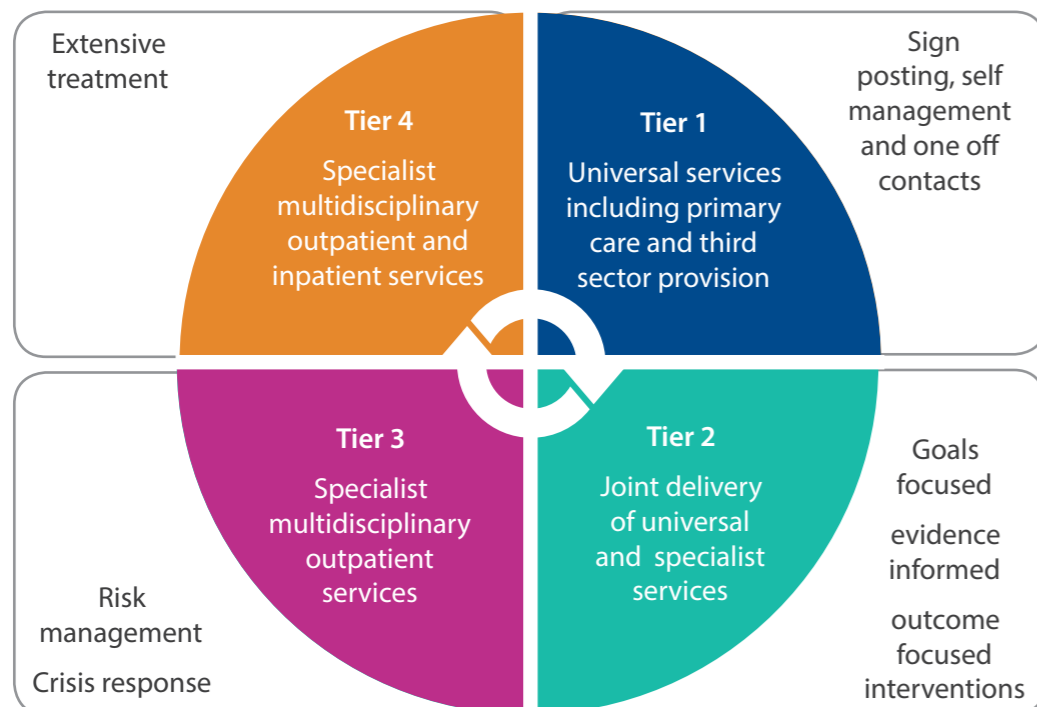 Extensive
treatment
Tier 4
Specialist
multidisciplinary
outpatient and
inpatient services
Tier 1
Universal services
including primary
care and third
sector provision
Sign
posting, self
management
and one off
contacts
Risk
management
Crisis response
Tier 3
Specialist
multidisciplinary
outpatient
services
Tier 2
Joint delivery
of universal
and specialist
services
Goals
focused
evidence
informed
outcome
focused
interventions